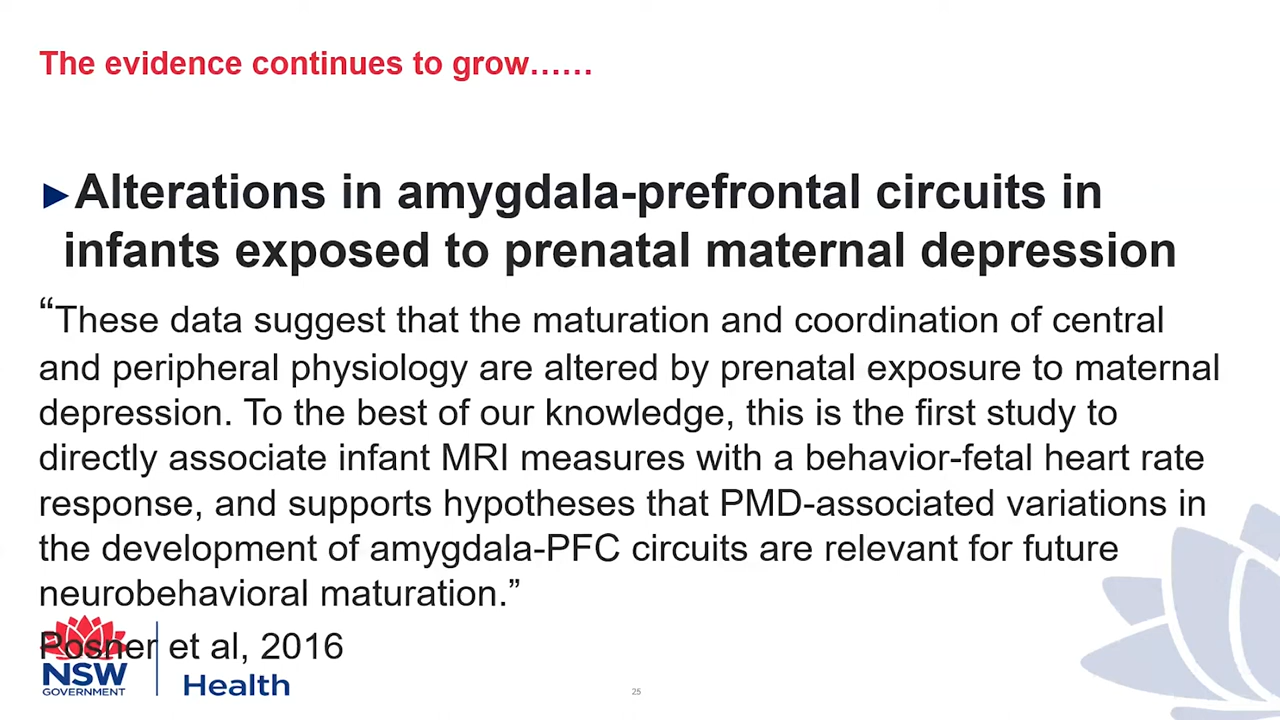 The evidence continues to grow......
►Alterations in amygdala-prefrontal circuits in
infants exposed to prenatal maternal depression
“These data suggest that the maturation and coordination of central
and peripheral physiology are altered by prenatal exposure to maternal
depression. To the best of our knowledge, this is the first study to
directly associate infant MRI measures with a behavior-fetal heart rate
response, and supports hypotheses that PMD-associated variations in
the development of amygdala-PFC circuits are relevant for future
neurobehavioral maturation.”
Posner et al, 2016
NSW
GOVERNMENT
Health
25